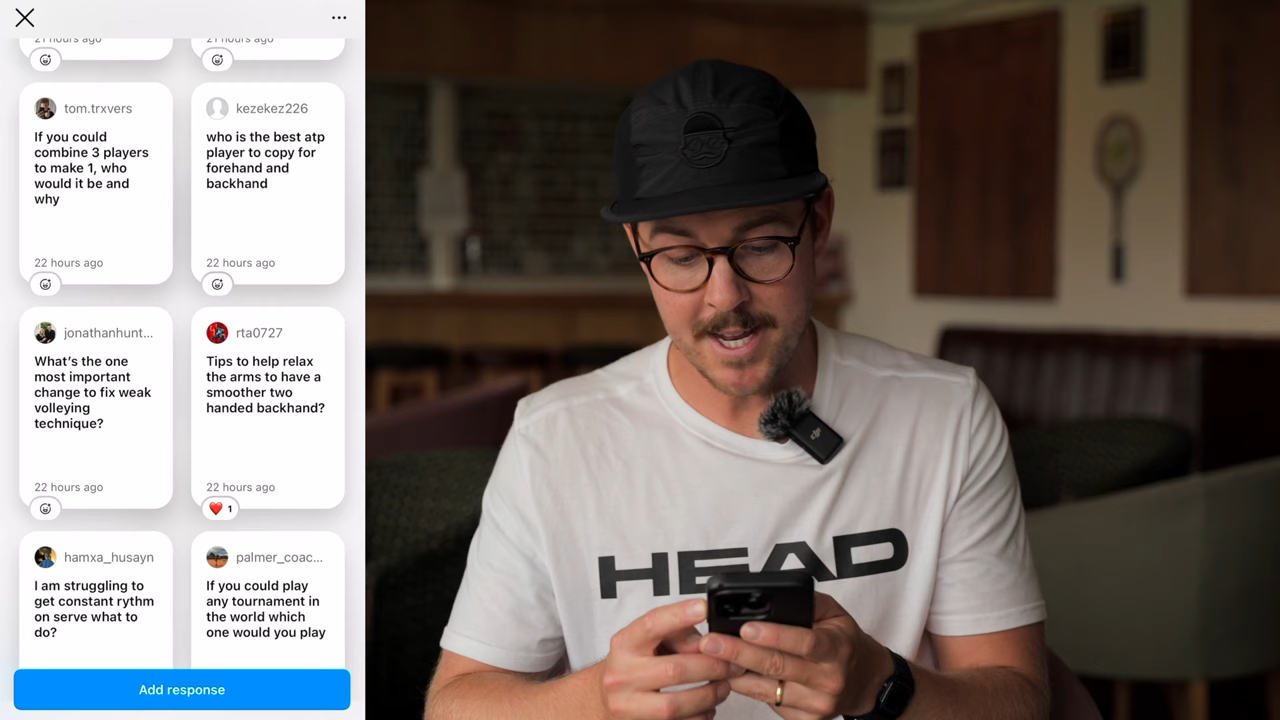 21 hours ago
21 hours ago
tom.trxvers
If you could
combine 3 players
to make 1, who
would it be and
why
22 hours ago
kezekez226
who is the best atp
player to copy for
forehand and
backhand
22 hours ago
jonathanhunt...
What's the one
most important
change to fix weak
volleying
technique?
22 hours ago
rta0727
Tips to help relax
the arms to have a
smoother two
handed backhand?
22 hours ago
1
hamxa_husayn
I am struggling to
get constant rythm
on serve what to
do?
palmer_coac...
If you could play
any tournament in
the world which
one would you play
Add response
dji
HEAD